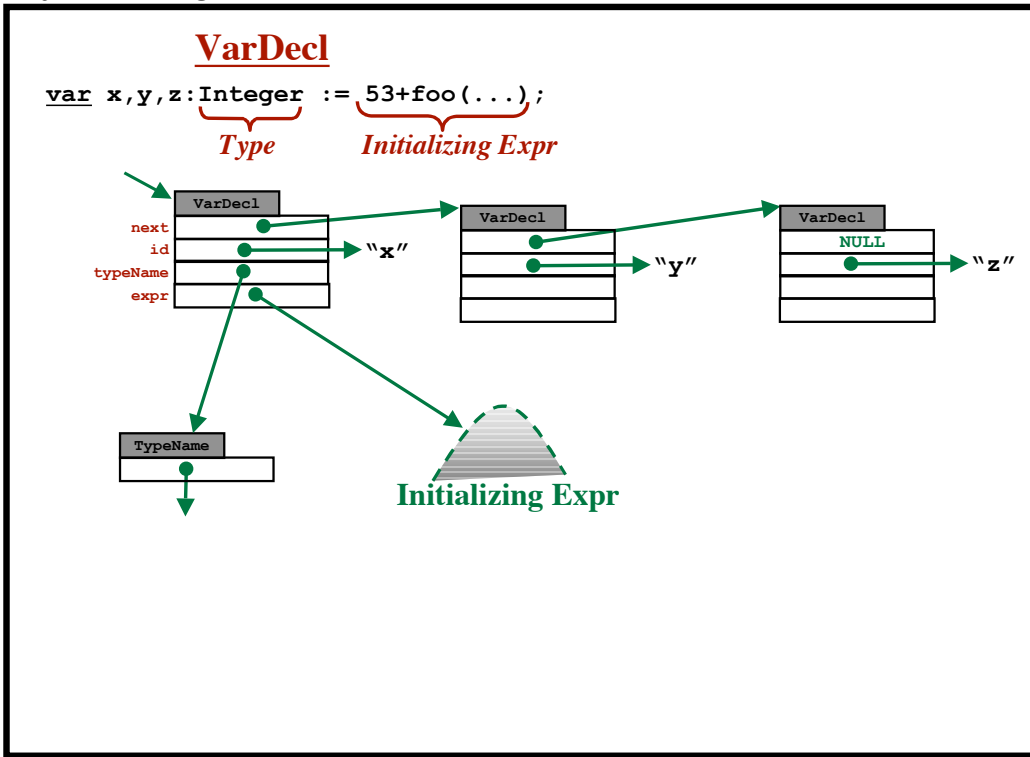 VarDecl
var x,y,z:Integer := 53+foo(...);
Type Initializing Expr
VarDecl VarDecl VarDecl
next NULL
id “x” “y” “z”
typeName
expr
TypeName
Initializing Expr